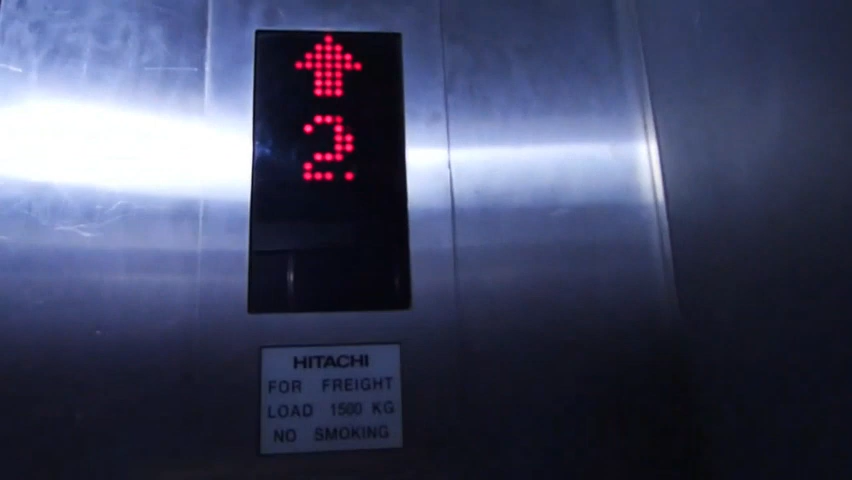 2
HITACHI
FOR FREIGHT
LOAD 1500 KG
NO SMOKING